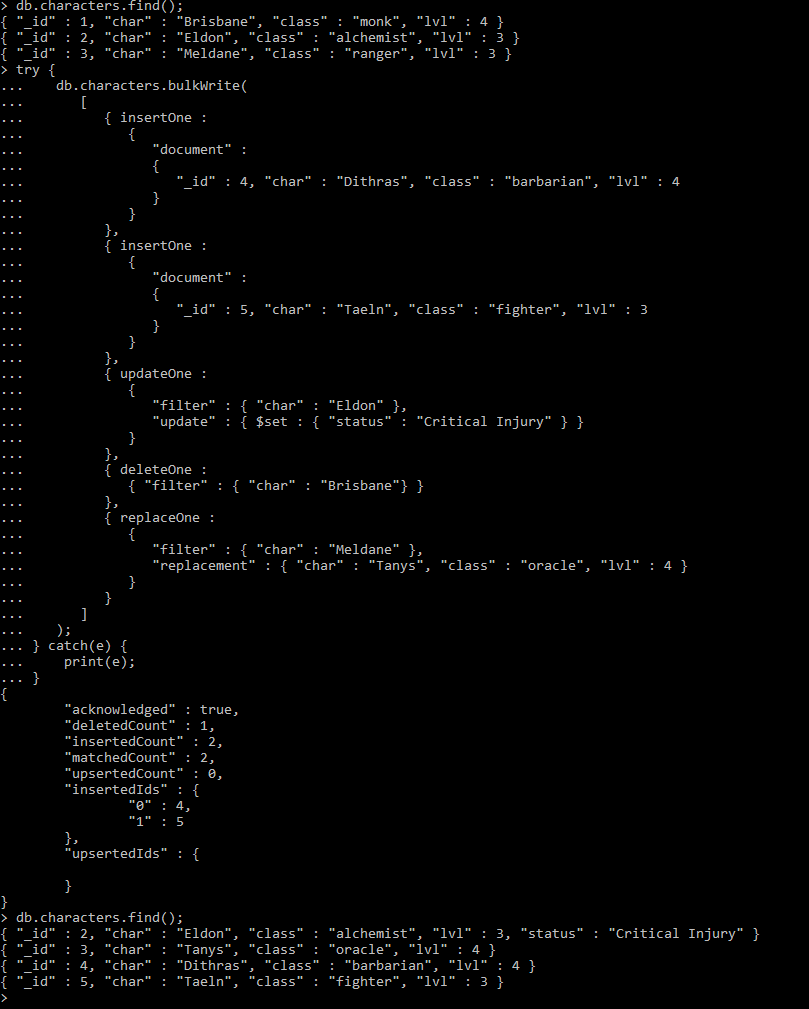 > db.characters.find();
{ "_id" : 1, "char" : "Brisbane", "class" : "monk", "lvl" : 4 }
{ "_id" : 2, "char" : "Eldon", "class" : "alchemist", "lvl" : 3 }
{ "_id" : 3, "char" : "Meldane", "class" : "ranger", "lvl" : 3 }
> try {
...    db.characters.bulkWrite(
...       [
...          { insertOne :
...             {
...                "document" :
...                {
...                   "_id" : 4, "char" : "Dithras", "class" : "barbarian", "lvl" : 4
...                }
...             }
...          },
...          { insertOne :
...             {
...                "document" :
...                {
...                   "_id" : 5, "char" : "Taeln", "class" : "fighter", "lvl" : 3
...                }
...             }
...          },
...          { updateOne :
...             {
...                "filter" : { "char" : "Eldon" },
...                "update" : { $set : { "status" : "Critical Injury" } }
...             }
...          },
...          { deleteOne :
...             { "filter" : { "char" : "Brisbane"} }
...          },
...          { replaceOne :
...             {
...                "filter" : { "char" : "Meldane" },
...                "replacement" : { "char" : "Tanys", "class" : "oracle", "lvl" : 4 }
...             }
...          }
...       ]
...    );
... } catch(e) {
...     print(e);
... }
{
        "acknowledged" : true,
        "deletedCount" : 1,
        "insertedCount" : 2,
        "matchedCount" : 2,
        "upsertedCount" : 0,
        "insertedIds" : {
                "0" : 4,
                "1" : 5
        },
        "upsertedIds" : {

        }
}
> db.characters.find();
{ "_id" : 2, "char" : "Eldon", "class" : "alchemist", "lvl" : 3, "status" : "Critical Injury" }
{ "_id" : 3, "char" : "Tanys", "class" : "oracle", "lvl" : 4 }
{ "_id" : 4, "char" : "Dithras", "class" : "barbarian", "lvl" : 4 }
{ "_id" : 5, "char" : "Taeln", "class" : "fighter", "lvl" : 3 }
>